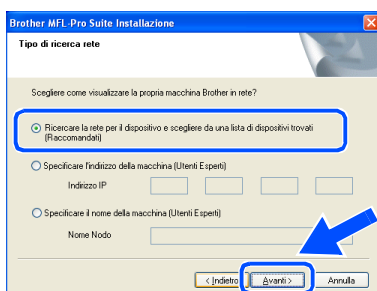 Brother MFL-Pro Suite Installazione
Tipo di ricerca rete
Scegliere come visualizzare la propria macchina Brother in rete?
Ricercare la rete per il dispositivo e scegliere da una lista di dispositivi trovati
(Raccomandati)
Specificare l'indirizzo della macchina (Utenti Esperti)
Indirizzo IP
Specificare il nome della macchina (Utenti Esperti)
Nome Nodo
< Indietro Avanti > Annulla